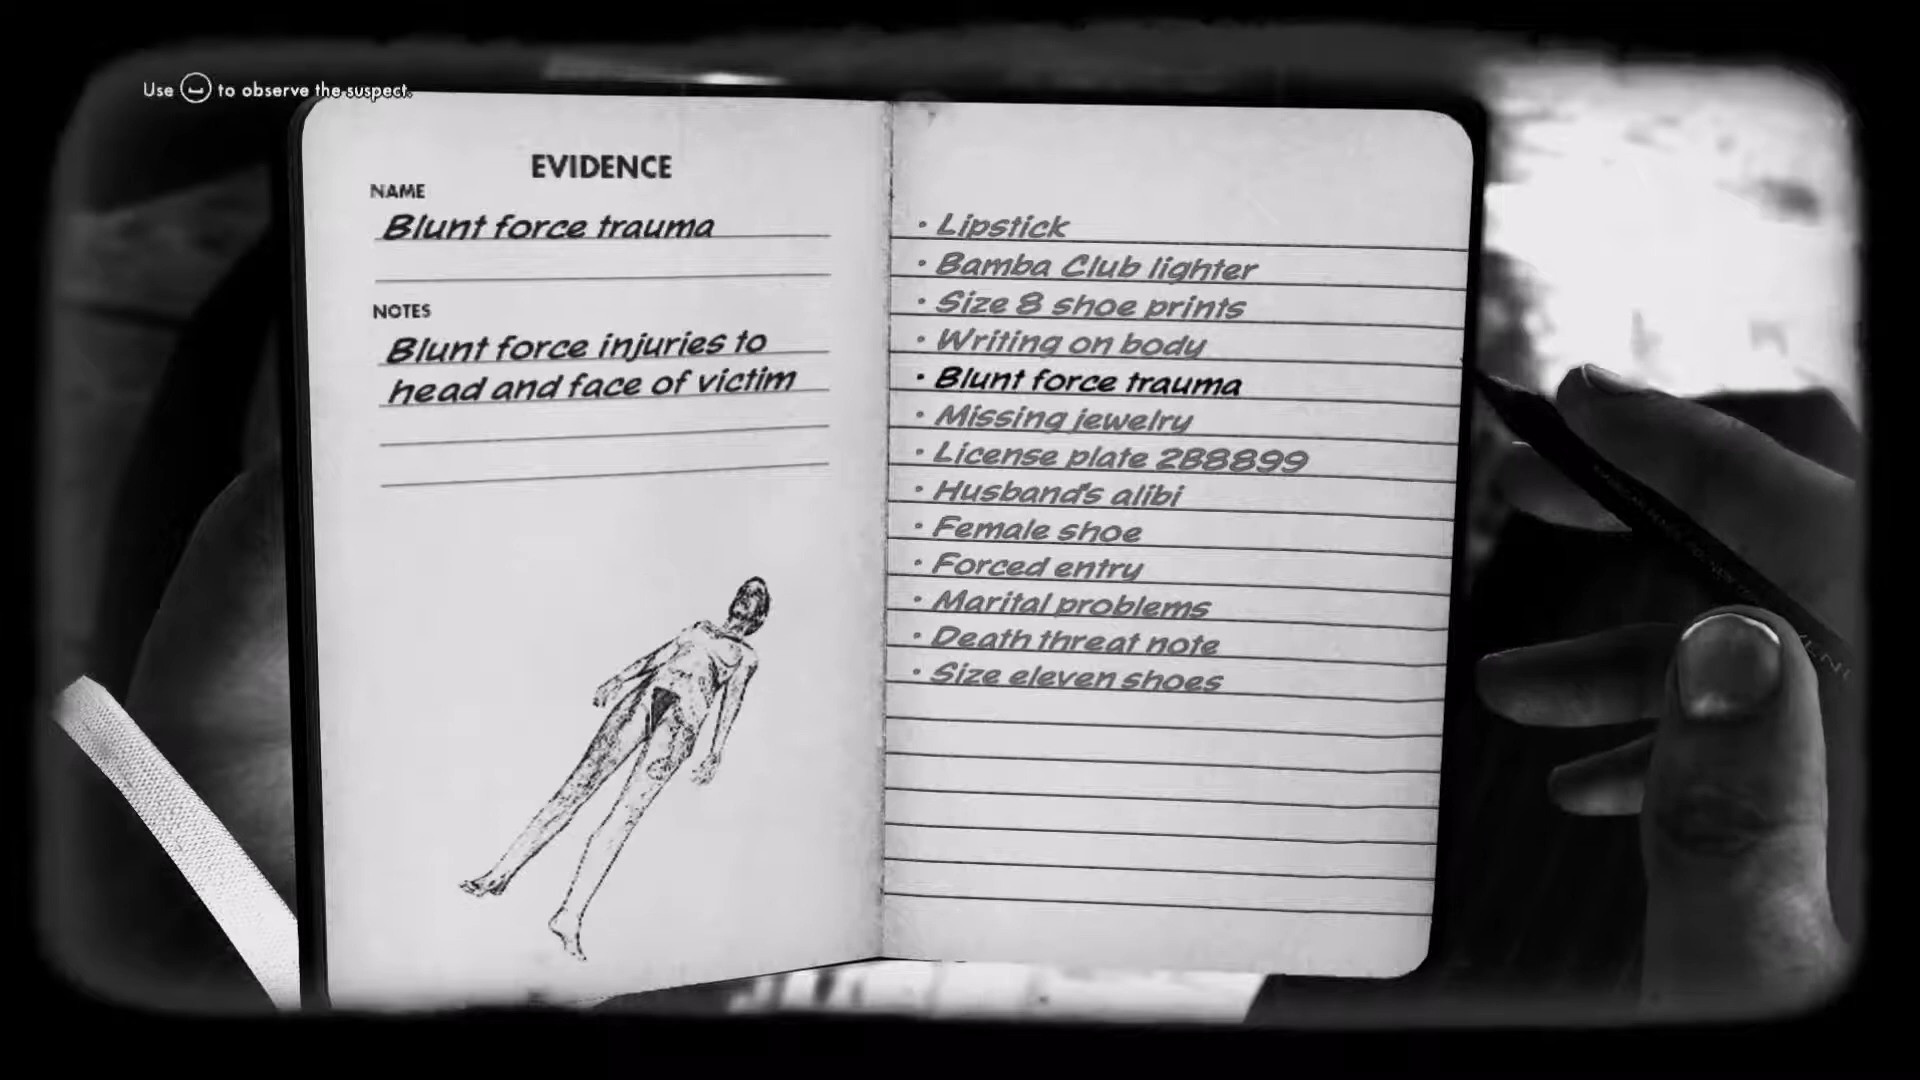 Use to observe the suspect.
EVIDENCE
NAME
Blunt force trauma
NOTES
Blunt force injuries to
head and face of victim
• Lipstick
• Bamba Club lighter
• Size 8 shoe prints
• Writing on body
• Blunt force trauma
• Missing jewelry
• License plate 2B8899
• Husband's alibi
• Female shoe
• Forced entry
• Marital problems
• Death threat note
• Size eleven shoes